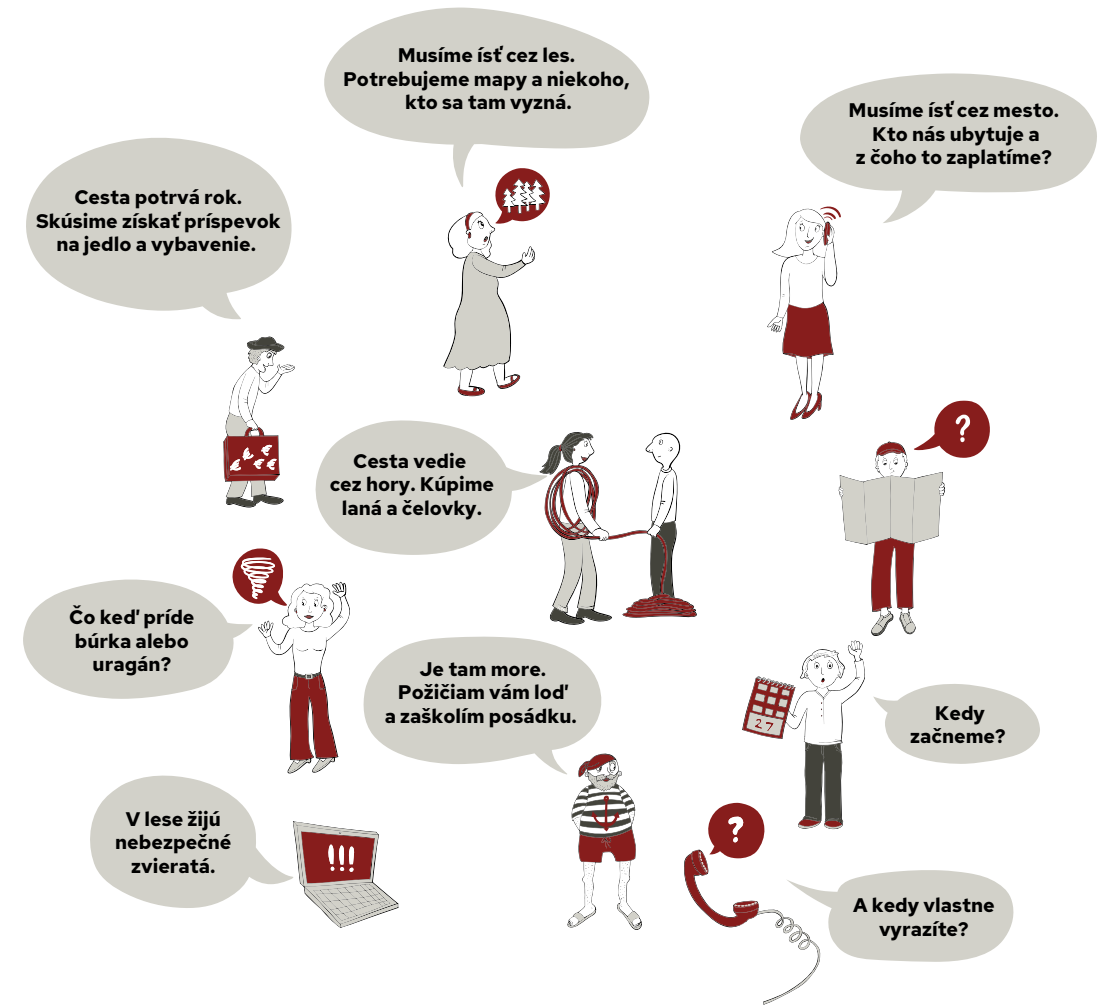 Musíme ísť cez les.
Potrebujeme mapy a niekoho,
kto sa tam vyzná.
Musíme ísť cez mesto.
Kto nás ubytuje a
z čoho to zaplatíme?
Cesta potrvá rok.
Skúsime získať príspevok
na jedlo a vybavenie.
?
Cesta vedie
cez hory. Kúpime
laná a čelovky.
Čo keď príde
búrka alebo
uragán?
Je tam more.
Požičiam vám loď
a zaškolím posádku.
27
Kedy
začneme?
V lese žijú
nebezpečné
zvieratá.
!!!
?
A kedy vlastne
vyrazíte?